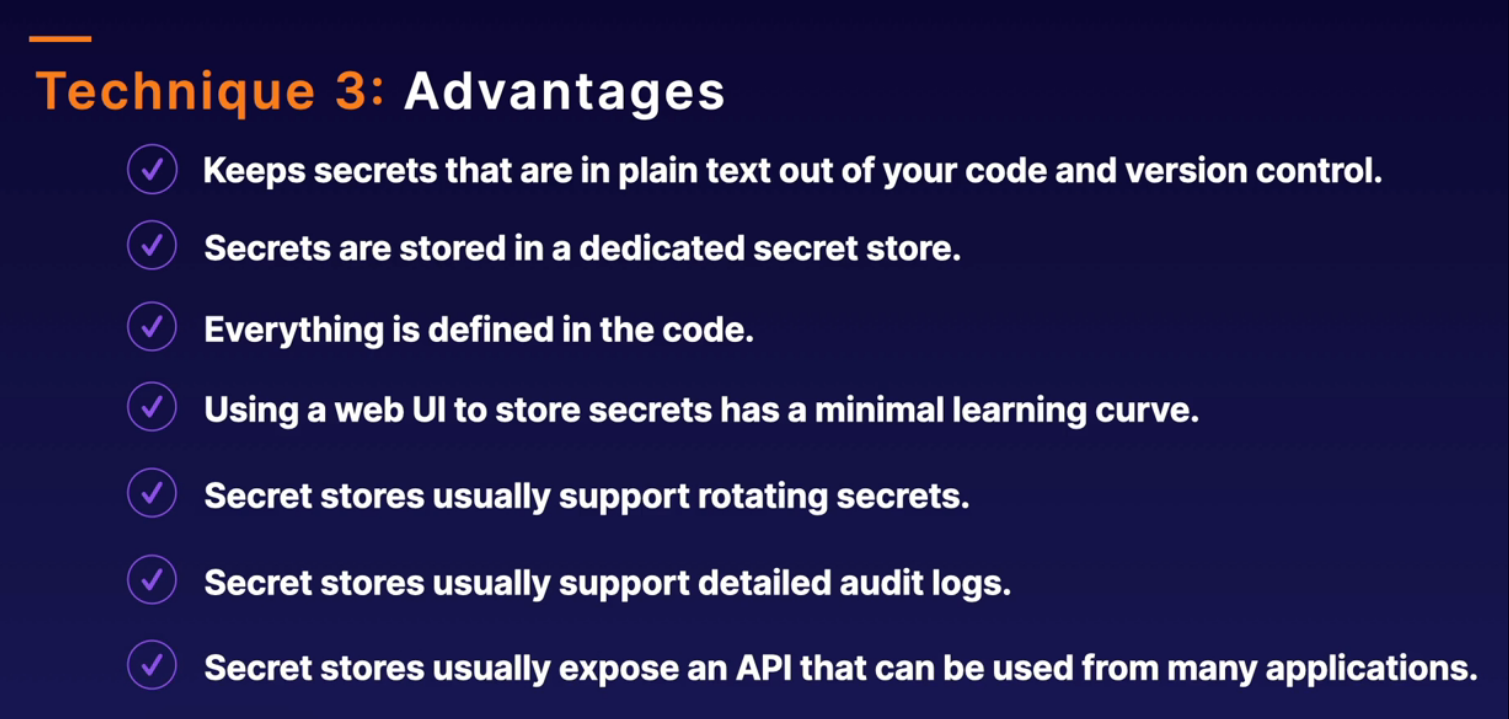 Technique 3: Advantages
Keeps secrets that are in plain text out of your code and version control.
Secrets are stored in a dedicated secret store.
Everything is defined in the code.
Using a web UI to store secrets has a minimal learning curve.
Secret stores usually support rotating secrets.
Secret stores usually support detailed audit logs.
Secret stores usually expose an API that can be used from many applications.